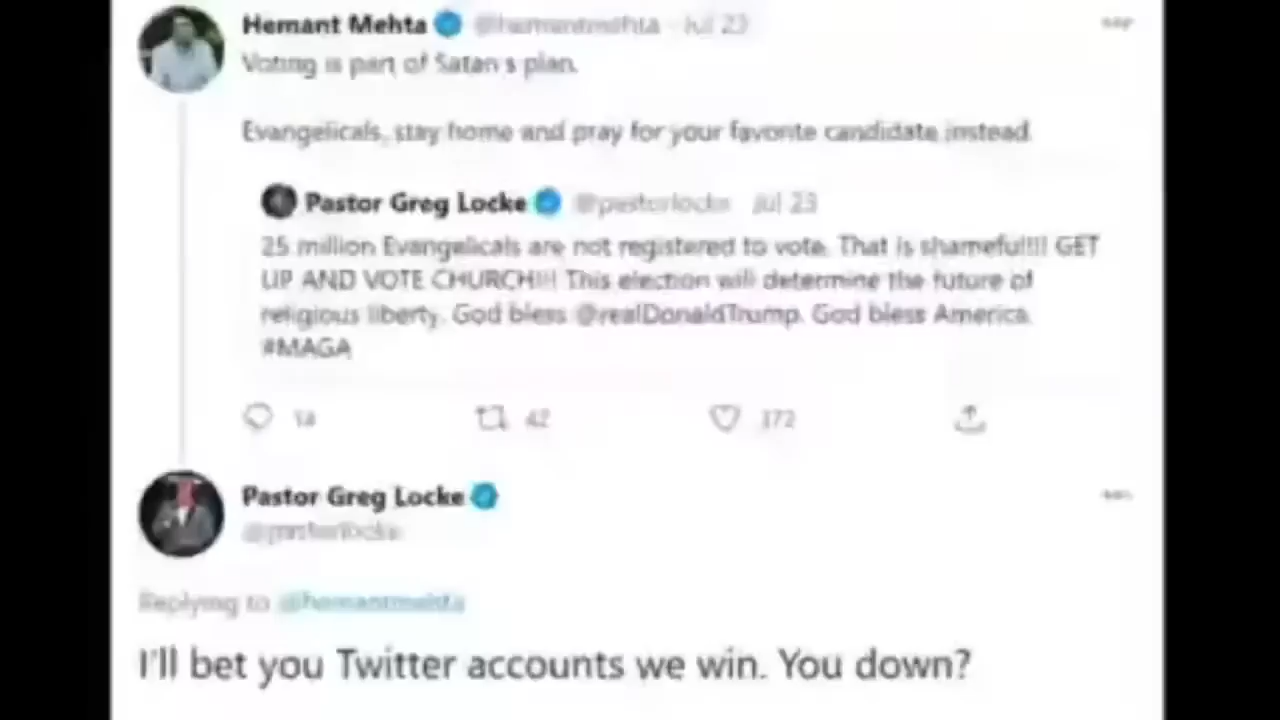 Hemant Mehta @hemantmehta · Jul 23
Voting is part of Satan's plan.
Evangelicals, stay home and pray for your favorite candidate instead.
Pastor Greg Locke @pastorlocke · Jul 23
25 million Evangelicals are not registered to vote. That is shameful!!! GET
UP AND VOTE CHURCH!!! This election will determine the future of
religious liberty. God bless @realDonaldTrump. God bless America.
#MAGA
42
Pastor Greg Locke
@pastorlocke
Replying to @hemantmehta
I'll bet you Twitter accounts we win. You down?